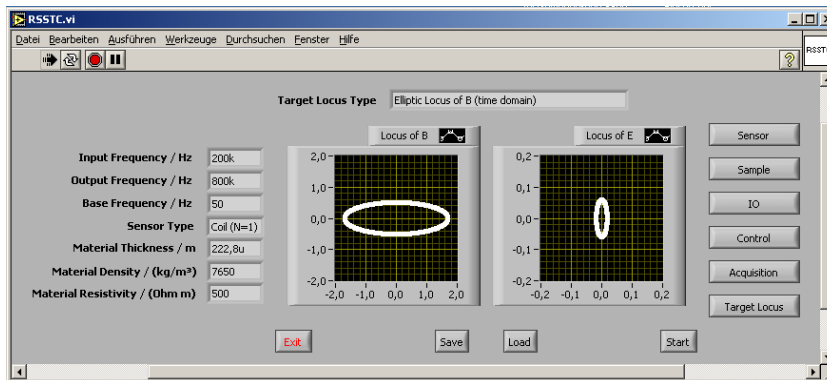 RSSTC.vi
Datei Bearbeiten Ausführen Werkzeuge Durchsuchen Fenster Hilfe
Target Locus Type Elliptic Locus of B (time domain)
Locus of B
Locus of E
Input Frequency / Hz 200k
Output Frequency / Hz 800k
Base Frequency / Hz 50
Sensor Type Coil (N=1)
Material Thickness / m 222,8u
Material Density / (kg/m³) 7650
Material Resistivity / (Ohm m) 500
2,0
1,0
0,0
-1,0
-2,0
-2,0 -1,0 0,0 1,0 2,0
0,2
0,1
0,0
-0,1
-0,2
-0,2 -0,1 0,0 0,1 0,2
Sensor
Sample
IO
Control
Acquisition
Target Locus
Exit
Save
Load
Start